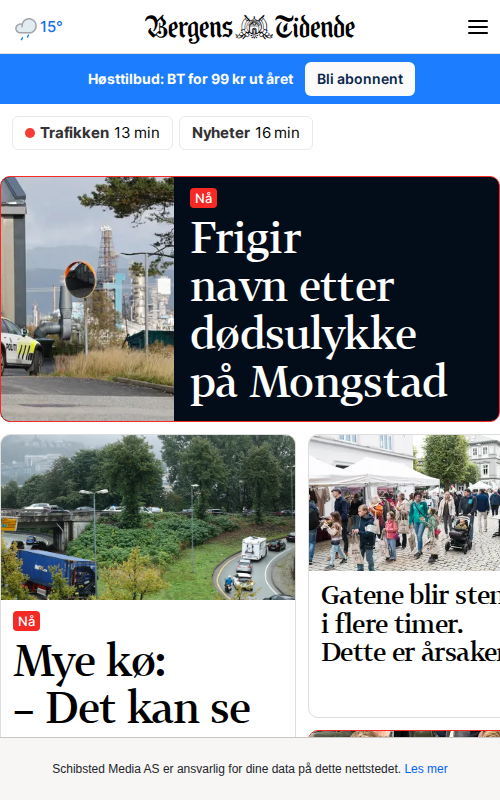 15°
Bergens Tidende
Høsttilbud: BT for 99 kr ut året
Bli abonnent
Trafikken 13 min
Nyheter 16 min
Nå
Frigir
navn etter
dødsulykke
på Mongstad
POLITI
Nå
Mye kø:
– Det kan se
Gatene blir sten
i flere timer.
Dette er årsaken
Schibsted Media AS er ansvarlig for dine data på dette nettstedet. Les mer